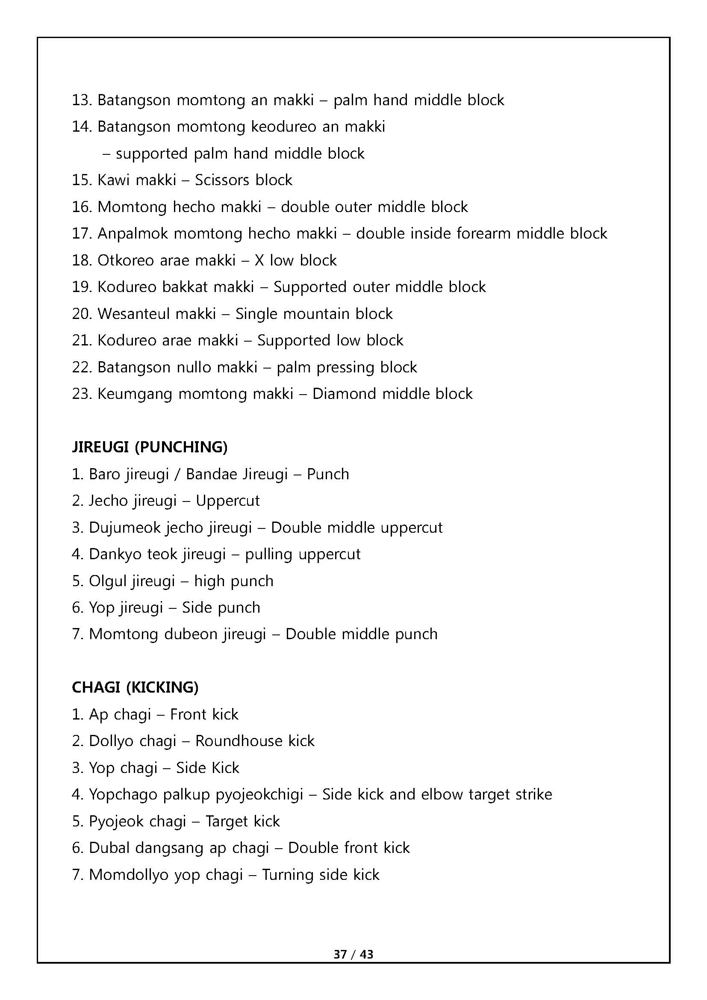 13. Batangson momtong an makki – palm hand middle block
14. Batangson momtong keodureo an makki
– supported palm hand middle block
15. Kawi makki – Scissors block
16. Momtong hecho makki – double outer middle block
17. Anpalmok momtong hecho makki – double inside forearm middle block
18. Otkoreo arae makki – X low block
19. Kodureo bakkat makki – Supported outer middle block
20. Wesanteul makki – Single mountain block
21. Kodureo arae makki – Supported low block
22. Batangson nullo makki – palm pressing block
23. Keumgang momtong makki – Diamond middle block
JIREUGI (PUNCHING)
1. Baro jireugi / Bandae Jireugi – Punch
2. Jecho jireugi – Uppercut
3. Dujumeok jecho jireugi – Double middle uppercut
4. Dankyo teok jireugi – pulling uppercut
5. Olgul jireugi – high punch
6. Yop jireugi – Side punch
7. Momtong dubeon jireugi – Double middle punch
CHAGI (KICKING)
1. Ap chagi – Front kick
2. Dollyo chagi – Roundhouse kick
3. Yop chagi – Side Kick
4. Yopchago palkup pyojeokchigi – Side kick and elbow target strike
5. Pyojeok chagi – Target kick
6. Dubal dangsang ap chagi – Double front kick
7. Momdollyo yop chagi – Turning side kick
37 / 43